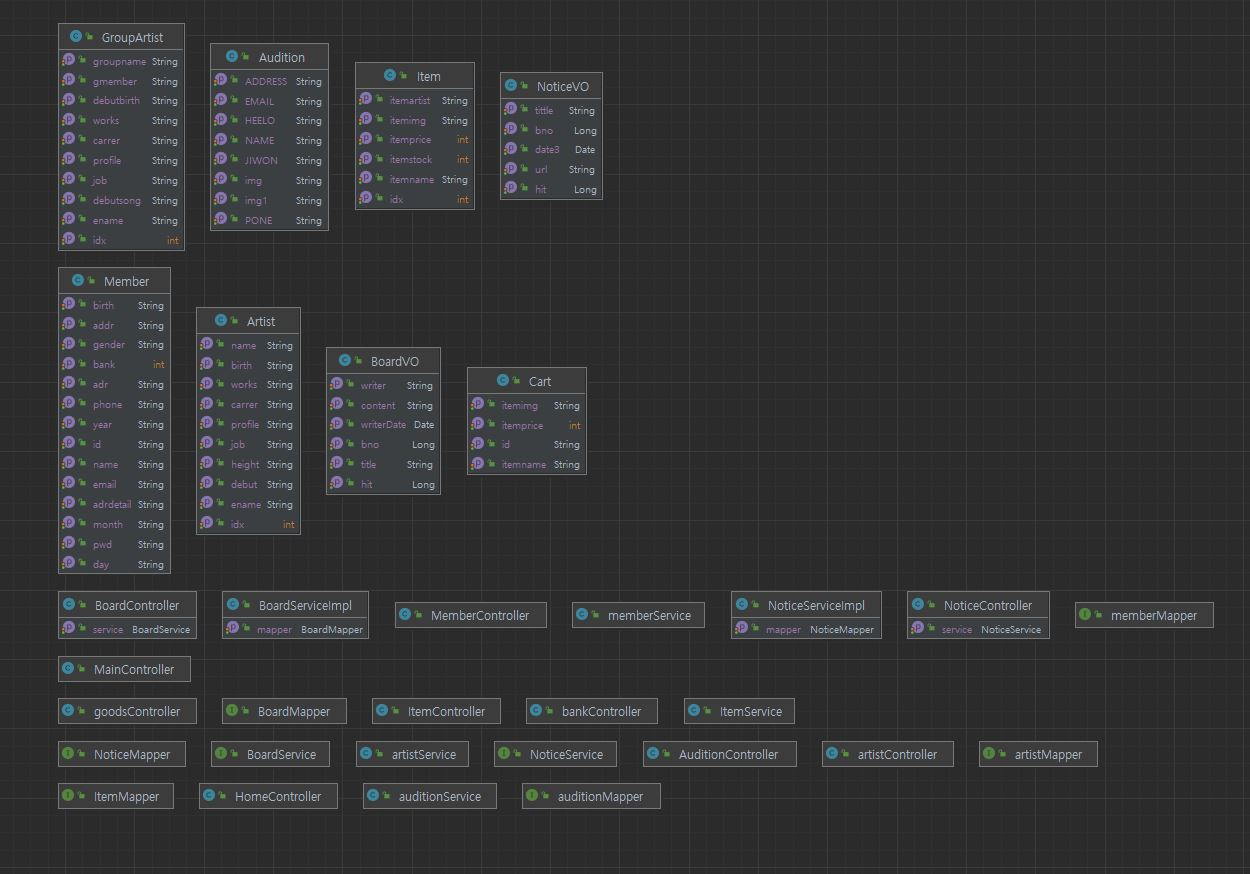 GroupArtist
groupname String
gmember String
debutbirth String
works String
carrer String
profile String
job String
debutsong String
ename String
idx int
Audition
ADDRESS String
EMAIL String
HEELO String
NAME String
JIWON String
img String
img1 String
PONE String
Item
itemartist String
itemimg String
itemprice int
itemstock int
itemname String
idx int
NoticeVO
tittle String
bno Long
date3 Date
url String
hit Long
Member
birth String
addr String
gender String
bank int
adr String
phone String
year String
id String
name String
email String
adrdetail String
month String
pwd String
day String
Artist
name String
birth String
works String
carrer String
profile String
job String
height String
debut String
ename String
idx int
BoardVO
writer String
content String
writerDate Date
bno Long
title String
hit Long
Cart
itemimg String
itemprice int
id String
itemname String
BoardController
service BoardService
BoardServiceImpl
mapper BoardMapper
MemberController
memberService
NoticeServiceImpl
mapper NoticeMapper
NoticeController
service NoticeService
memberMapper
MainController
goodsController
BoardMapper
ItemController
bankController
ItemService
NoticeMapper
BoardService
artistService
NoticeService
AuditionController
artistController
artistMapper
ItemMapper
HomeController
auditionService
auditionMapper